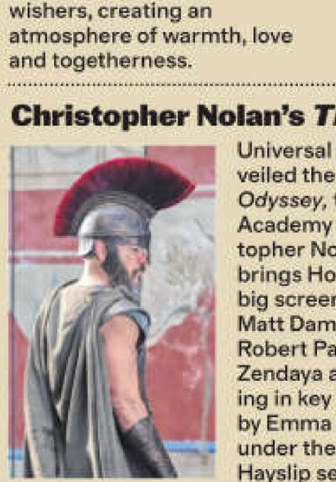 wishers, creating an
atmosphere of warmth, love
and togetherness.
Christopher Nolan's
Universal
veiled the
Odyssey,
Academy
topher No
brings Ho
big screen
Matt Dam
Robert Pa
Zendaya a
ing in key
by Emma
under the
Hayslip se